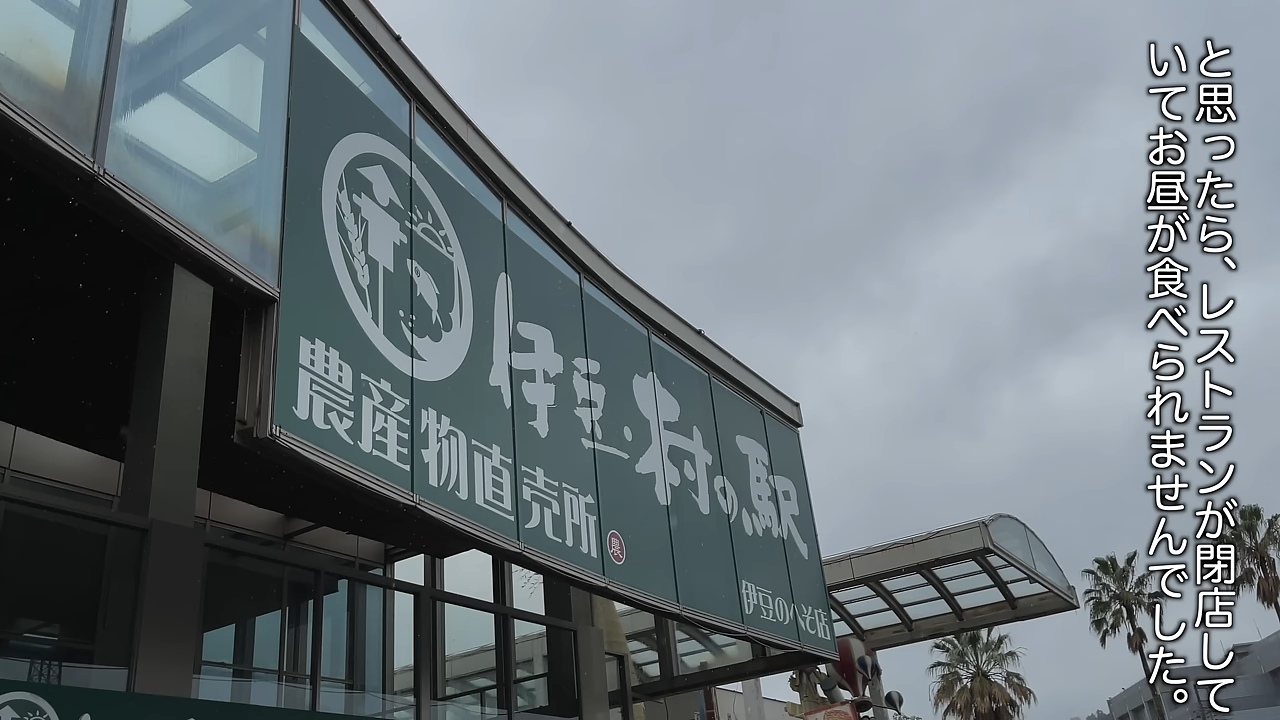 と思ったら、レストランが閉店して
いてお昼が食べられませんでした。
伊豆・村の駅
農産物直売所
農
伊豆のへそ店